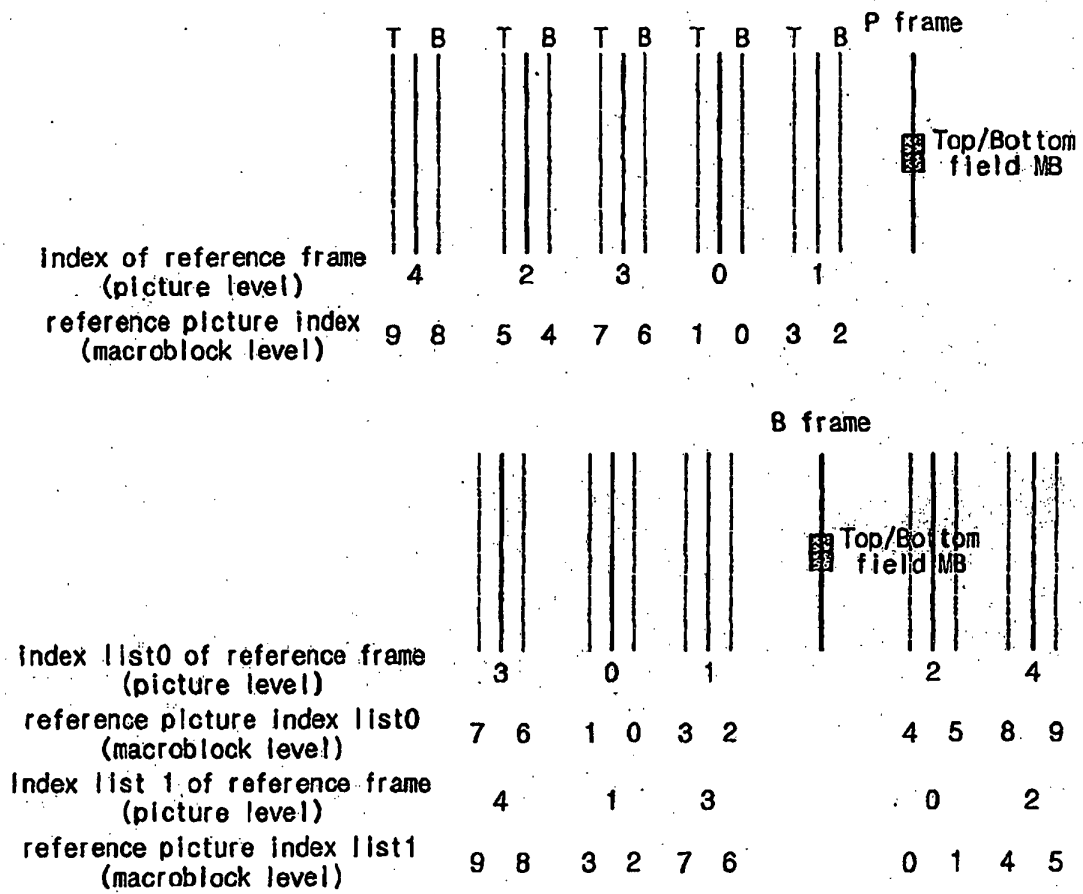 P frame
T B T B T B T B T B
Top/Bottom
field MB
index of reference frame
(picture level)
4 2 3 0 1
reference picture index
(macroblock level)
9 8 5 4 7 6 1 0 3 2
B frame
Top/Bottom
field MB
index list0 of reference frame
(picture level)
3 0 1 2 4
reference picture index list0
(macroblock level)
7 6 1 0 3 2 4 5 8 9
Index list 1 of reference frame
(picture level)
4 1 3 0 2
reference picture index list1
(macroblock level)
9 8 3 2 7 6 0 1 4 5